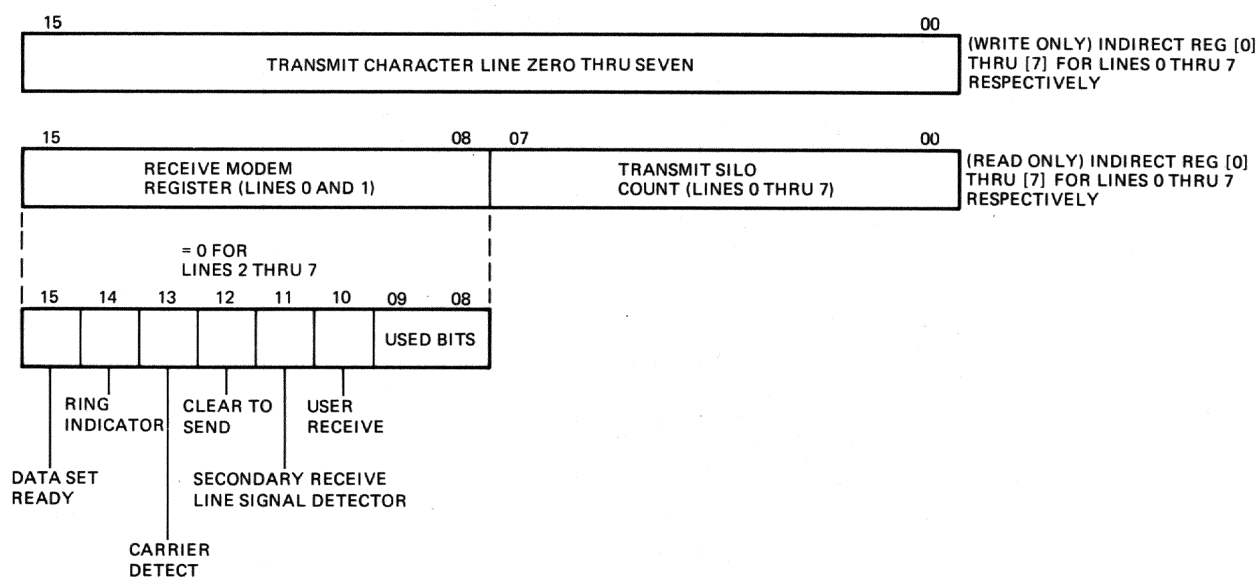 15 00
TRANSMIT CHARACTER LINE ZERO THRU SEVEN
(WRITE ONLY) INDIRECT REG [0]
THRU [7] FOR LINES 0 THRU 7
RESPECTIVELY
15 08 07 00
RECEIVE MODEM
REGISTER (LINES 0 AND 1)
TRANSMIT SILO
COUNT (LINES 0 THRU 7)
(READ ONLY) INDIRECT REG [0]
THRU [7] FOR LINES 0 THRU 7
RESPECTIVELY
= 0 FOR
LINES 2 THRU 7
15 14 13 12 11 10 09 08
USED BITS
RING
INDICATOR
CLEAR TO
SEND
USER
RECEIVE
DATA SET
READY
SECONDARY RECEIVE
LINE SIGNAL DETECTOR
CARRIER
DETECT